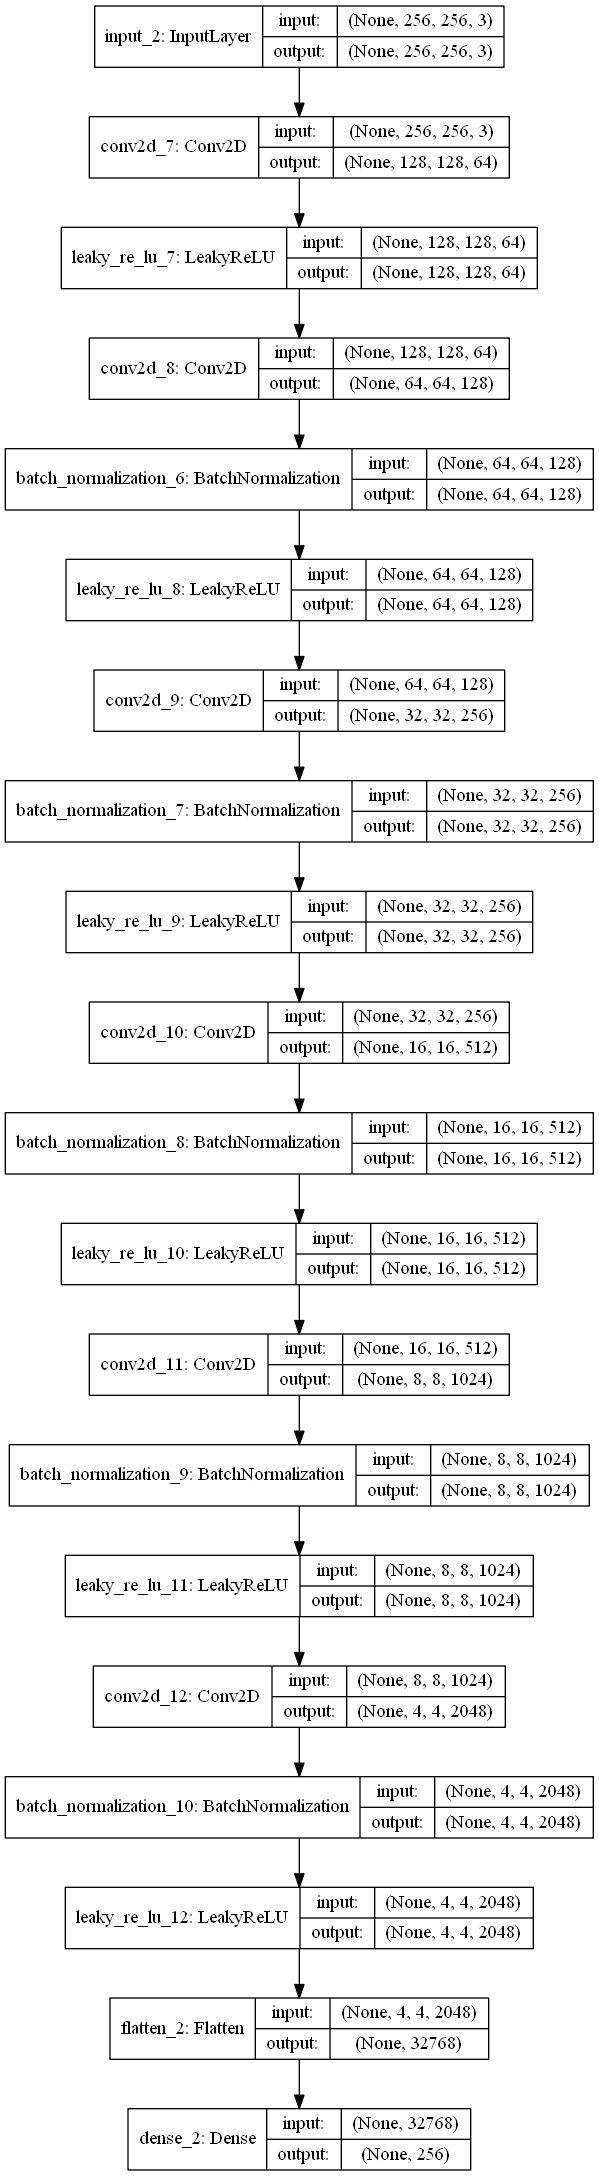 input_2: InputLayer
input: (None, 256, 256, 3)
output: (None, 256, 256, 3)
conv2d_7: Conv2D
input: (None, 256, 256, 3)
output: (None, 128, 128, 64)
leaky_re_lu_7: LeakyReLU
input: (None, 128, 128, 64)
output: (None, 128, 128, 64)
conv2d_8: Conv2D
input: (None, 128, 128, 64)
output: (None, 64, 64, 128)
batch_normalization_6: BatchNormalization
input: (None, 64, 64, 128)
output: (None, 64, 64, 128)
leaky_re_lu_8: LeakyReLU
input: (None, 64, 64, 128)
output: (None, 64, 64, 128)
conv2d_9: Conv2D
input: (None, 64, 64, 128)
output: (None, 32, 32, 256)
batch_normalization_7: BatchNormalization
input: (None, 32, 32, 256)
output: (None, 32, 32, 256)
leaky_re_lu_9: LeakyReLU
input: (None, 32, 32, 256)
output: (None, 32, 32, 256)
conv2d_10: Conv2D
input: (None, 32, 32, 256)
output: (None, 16, 16, 512)
batch_normalization_8: BatchNormalization
input: (None, 16, 16, 512)
output: (None, 16, 16, 512)
leaky_re_lu_10: LeakyReLU
input: (None, 16, 16, 512)
output: (None, 16, 16, 512)
conv2d_11: Conv2D
input: (None, 16, 16, 512)
output: (None, 8, 8, 1024)
batch_normalization_9: BatchNormalization
input: (None, 8, 8, 1024)
output: (None, 8, 8, 1024)
leaky_re_lu_11: LeakyReLU
input: (None, 8, 8, 1024)
output: (None, 8, 8, 1024)
conv2d_12: Conv2D
input: (None, 8, 8, 1024)
output: (None, 4, 4, 2048)
batch_normalization_10: BatchNormalization
input: (None, 4, 4, 2048)
output: (None, 4, 4, 2048)
leaky_re_lu_12: LeakyReLU
input: (None, 4, 4, 2048)
output: (None, 4, 4, 2048)
flatten_2: Flatten
input: (None, 4, 4, 2048)
output: (None, 32768)
dense_2: Dense
input: (None, 32768)
output: (None, 256)